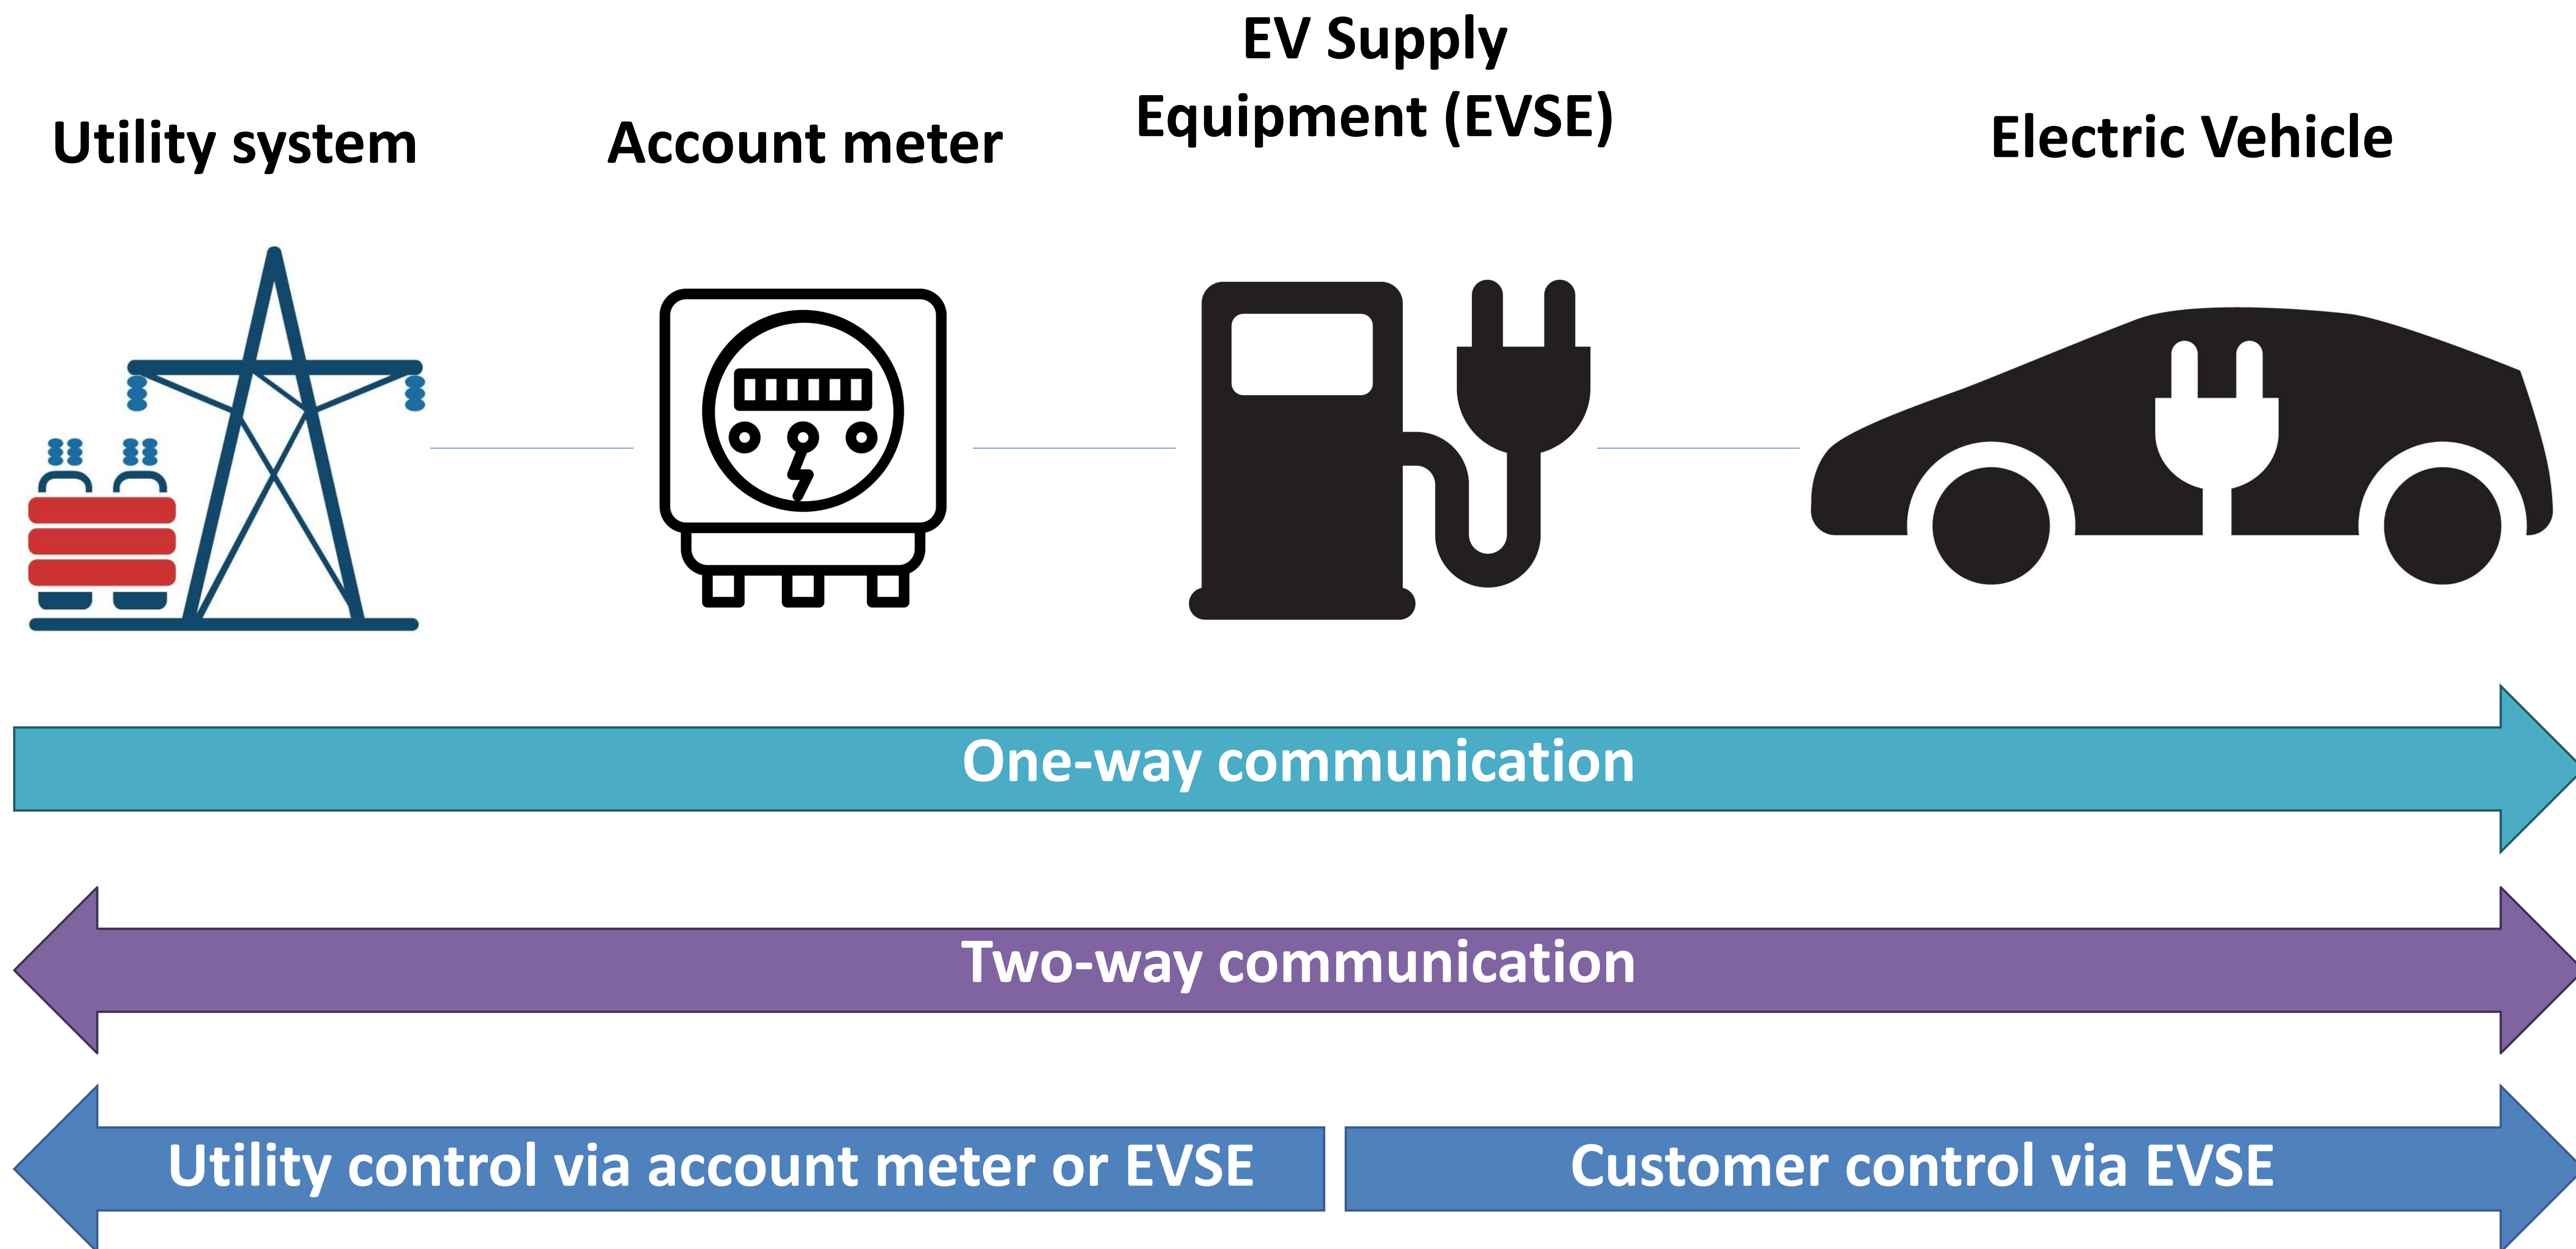 Utility system
Account meter
EV Supply
Equipment (EVSE)
Electric Vehicle
One-way communication
Two-way communication
Utility control via account meter or EVSE
Customer control via EVSE